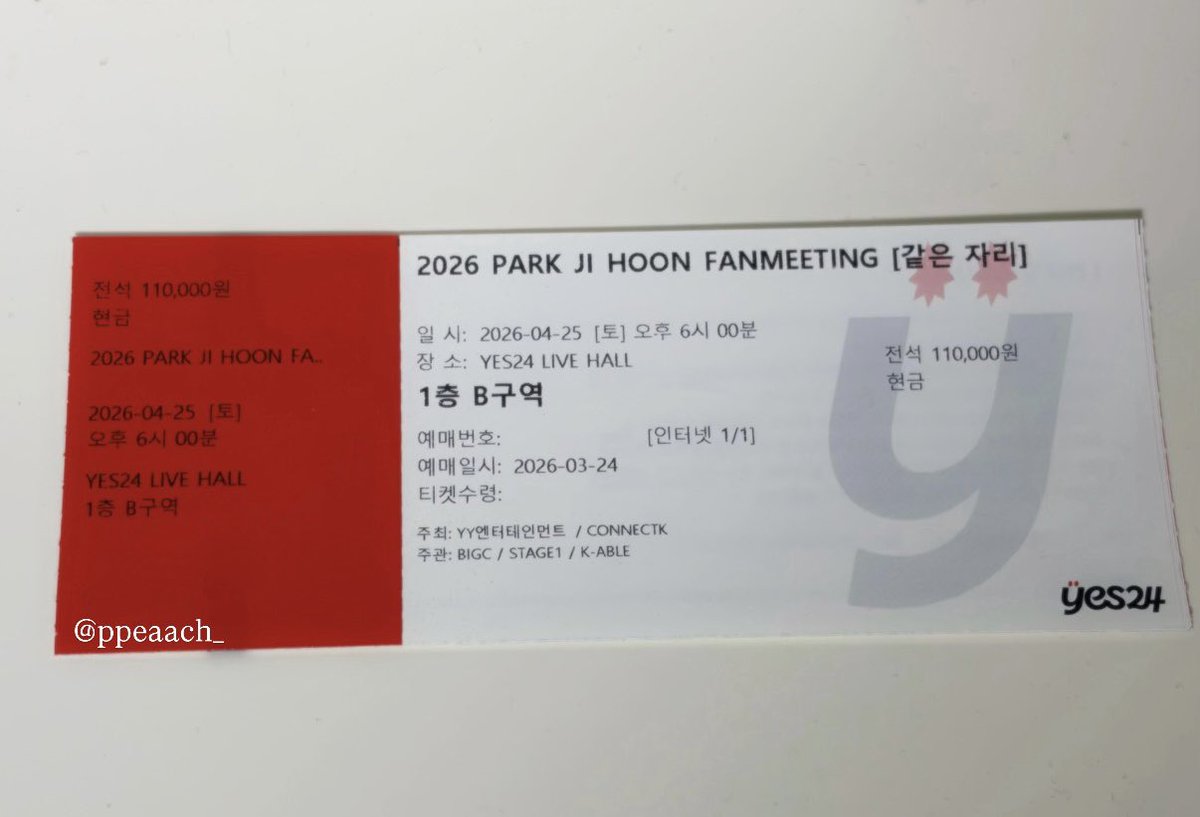 전석 110,000원
현금
2026 PARK JI HOON FA..
2026-04-25 [토]
오후 6시 00분
YES24 LIVE HALL
1층 B구역
@ppeaach_
2026 PARK JI HOON FANMEETING [같은 자리]
일 시: 2026-04-25 [토] 오후 6시 00분
장 소: YES24 LIVE HALL
1층 B구역
전석 110,000원
현금
예매번호: [인터넷 1/1]
예매일시: 2026-03-24
티켓수령:
주최: YY엔터테인먼트 / CONNECTK
주관: BIGC / STAGE1 / K-ABLE
ÿ
yes24